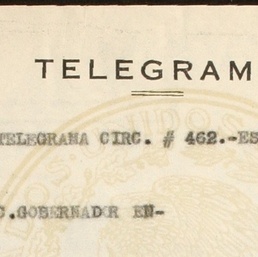 TELEGRAM
TELEGRAMA CIRC. # 462.-ES
C.GOBERNADOR EN-